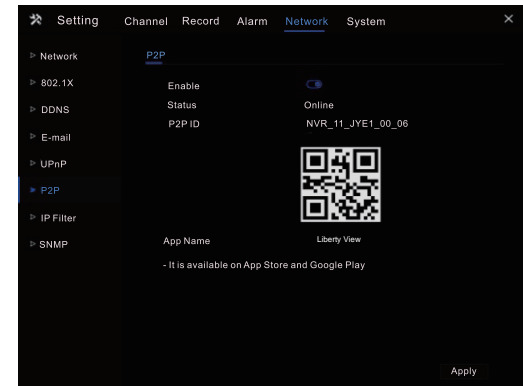 Setting Channel Record Alarm Network System
Network
802.1X
DDNS
E-mail
UPnP
P2P
IP Filter
SNMP
P2P
Enable
Status Online
P2P ID NVR_11_JYE1_00_06
App Name Liberty View
- It is available on App Store and Google Play
Apply